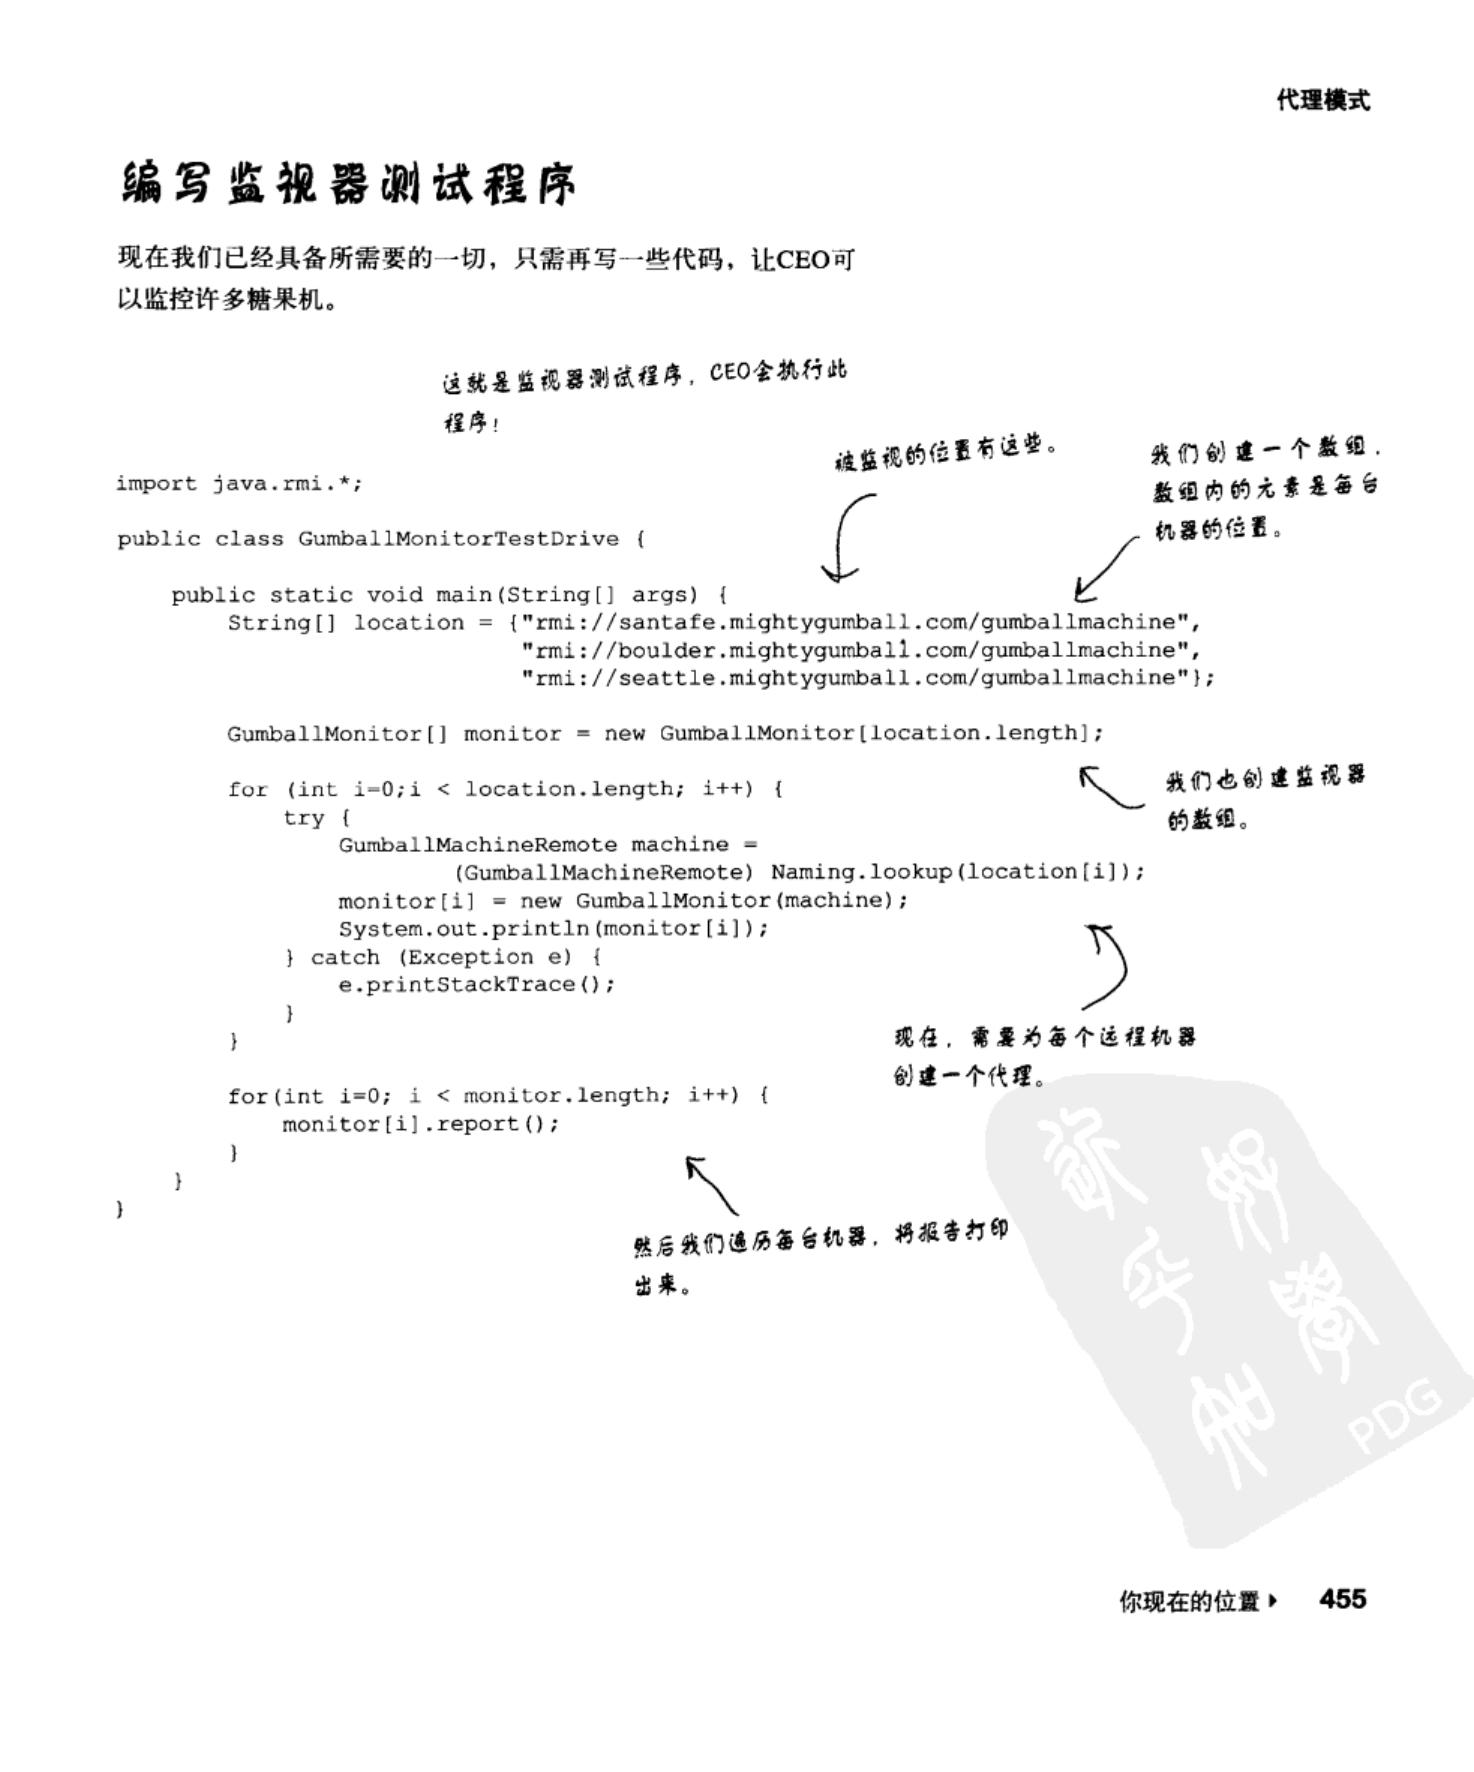 代理模式
编写监视器测试程序
现在我们已经具备所需要的一切，只需再写一些代码，让CEO可
以监控许多糖果机。
这就是监视器测试程序，CEO会执行此
程序！
被监视的位置有这些。
我们创建一个数组，
数组内的元素是每台
机器的位置。
import java.rmi.*;
public class GumballMonitorTestDrive {
public static void main(String[] args) {
String[] location = {"rmi://santafe.mightygumball.com/gumballmachine",
"rmi://boulder.mightygumball.com/gumballmachine",
"rmi://seattle.mightygumball.com/gumballmachine"};
GumballMonitor[] monitor = new GumballMonitor[location.length];
我们也创建监视器
的数组。
for (int i=0;i < location.length; i++) {
try {
GumballMachineRemote machine =
(GumballMachineRemote) Naming.lookup(location[i]);
monitor[i] = new GumballMonitor(machine);
System.out.println(monitor[i]);
} catch (Exception e) {
e.printStackTrace();
}
}
现在，需要为每个远程机器
创建一个代理。
for(int i=0; i < monitor.length; i++) {
monitor[i].report();
}
}
}
然后我们遍历每台机器，将报告打印
出来。
PDG
你现在的位置 ▸ 455